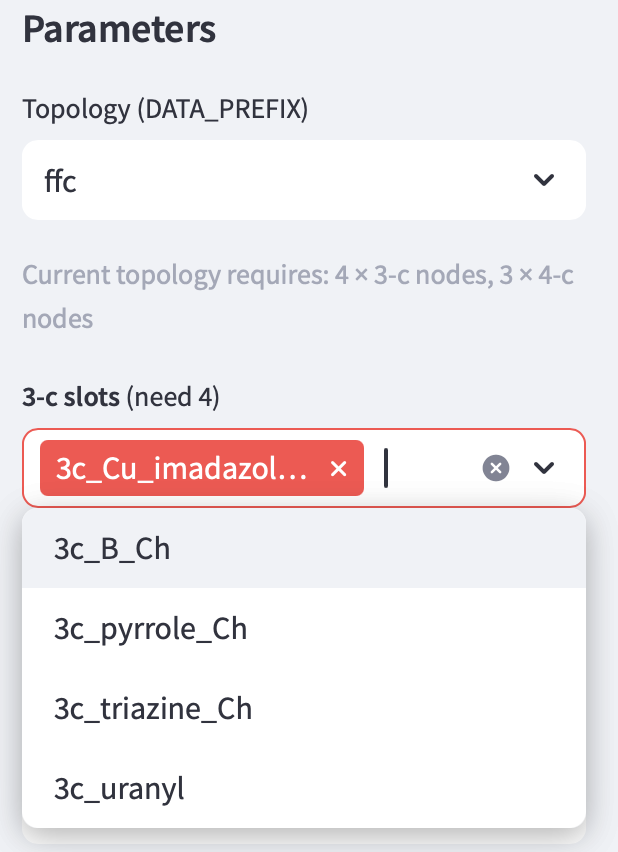 Parameters
Topology (DATA_PREFIX)
ffc
Current topology requires: 4 × 3-c nodes, 3 × 4-c
nodes
3-c slots (need 4)
3c_Cu_imadazol...
3c_B_Ch
3c_pyrrole_Ch
3c_triazine_Ch
3c_uranyl